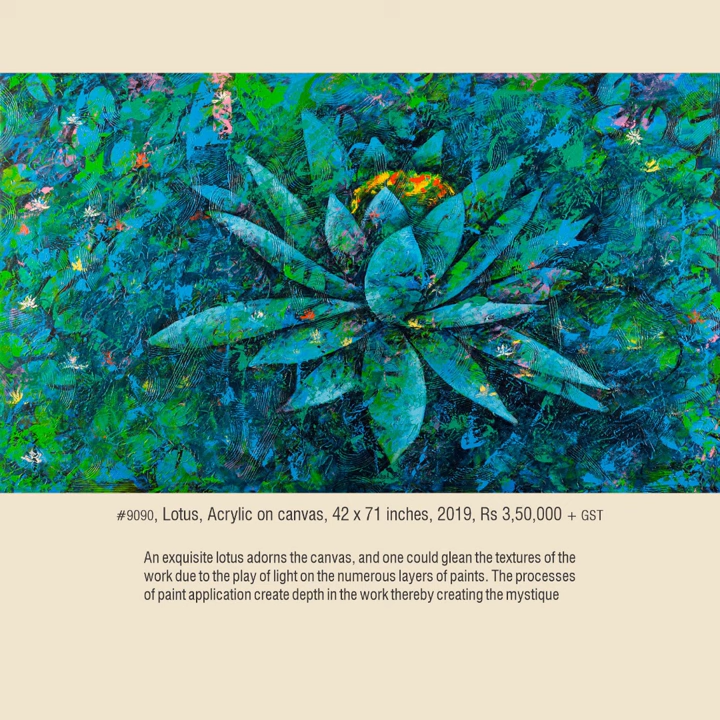 #9090, Lotus, Acrylic on canvas, 42 x 71 inches, 2019, Rs 3,50,000 + GST
An exquisite lotus adorns the canvas, and one could glean the textures of the
work due to the play of light on the numerous layers of paints. The processes
of paint application create depth in the work thereby creating the mystique